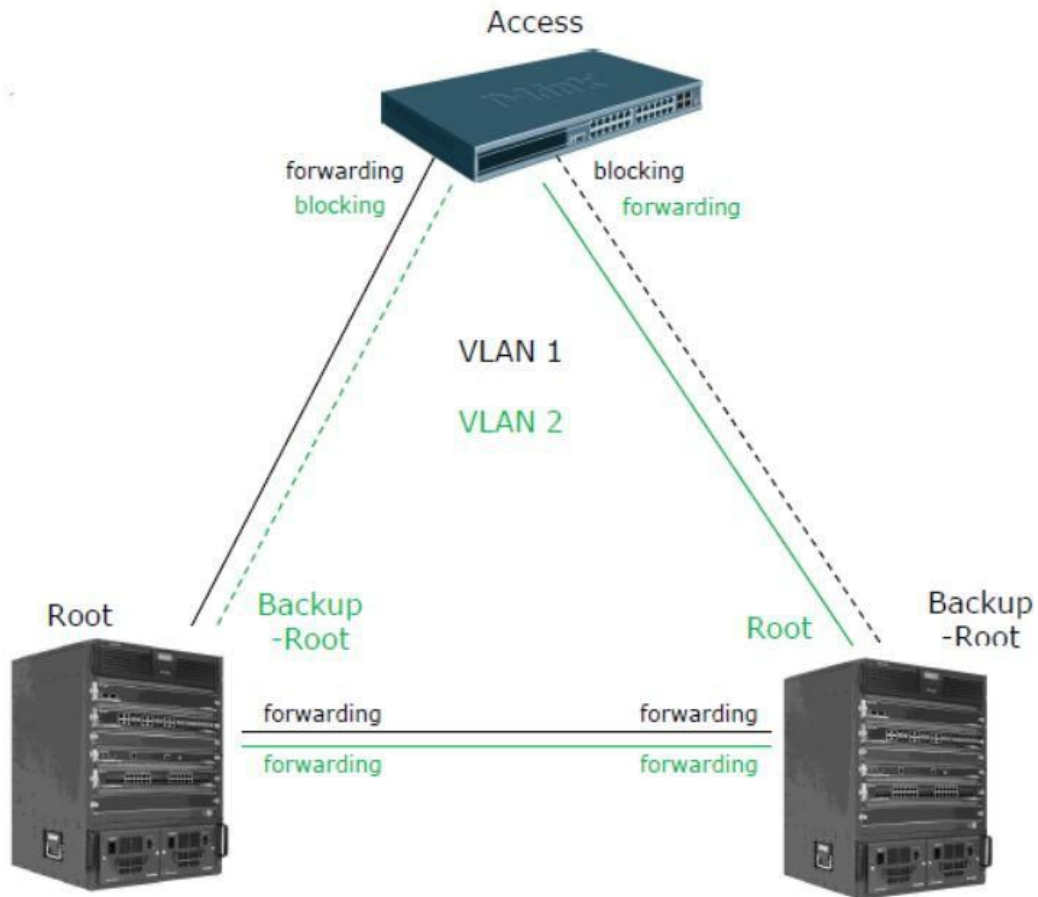 Access
D-Link
forwarding
blocking
blocking
forwarding
VLAN 1
VLAN 2
Root
Backup
-Root
Root
Backup
-Root
forwarding
forwarding
forwarding
forwarding